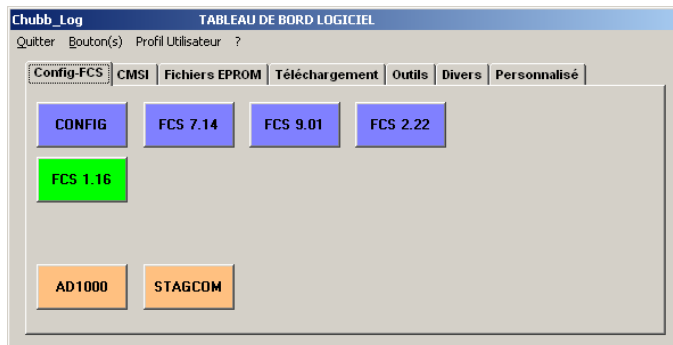 Chubb_Log TABLEAU DE BORD LOGICIEL
Quitter Bouton(s) Profil Utilisateur ?
Config-FCS CMSI Fichiers EPROM Téléchargement Outils Divers Personnalisé
CONFIG FCS 7.14 FCS 9.01 FCS 2.22
FCS 1.16
AD1000 STAGCOM